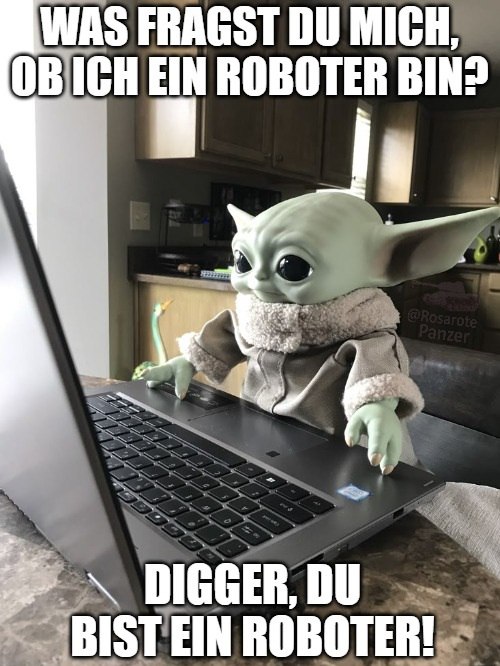 WAS FRAGST DU MICH,
OB ICH EIN ROBOTER BIN?
@Rosarote
Panzer
DIGGER, DU
BIST EIN ROBOTER!